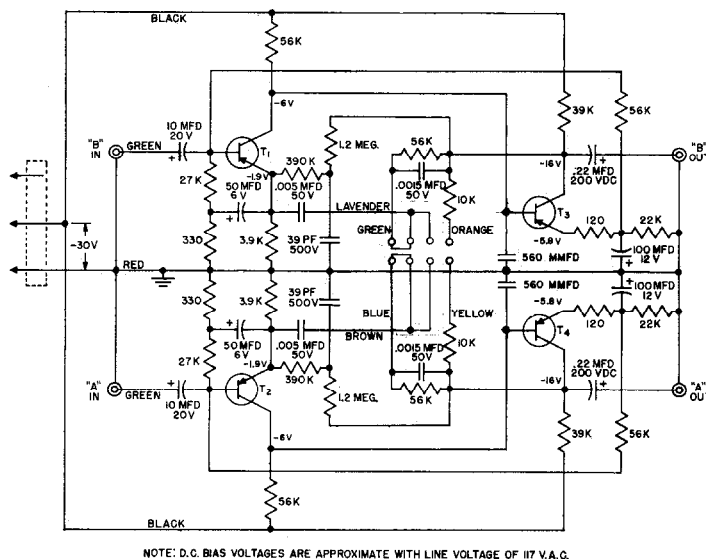 BLACK
56K
-6V
10 MFD
20V
"B"
IN
GREEN
T1
-1.9V
390K
1.2 MEG.
56K
.0015 MFD
50V
39K
56K
-16V
.22 MFD
200 VDC
"B"
OUT
27K
50 MFD
6V
.005 MFD
50V
LAVENDER
GREEN
10K
ORANGE
T3
-5.8V
120
22K
-30V
330
3.9K
39 PF
500V
560 MMFD
100 MFD
12V
RED
330
3.9K
39 PF
500V
560 MMFD
100 MFD
12V
50 MFD
6V
.005 MFD
50V
BLUE
BROWN
YELLOW
.0015 MFD
50V
10K
-5.8V
120
22K
T4
27K
-1.9V
390K
1.2 MEG.
56K
-16V
.22 MFD
200 VDC
"A"
IN
GREEN
10 MFD
20V
T2
"A"
OUT
-6V
39K
56K
56K
BLACK
NOTE: D.C. BIAS VOLTAGES ARE APPROXIMATE WITH LINE VOLTAGE OF 117 V.A.C.